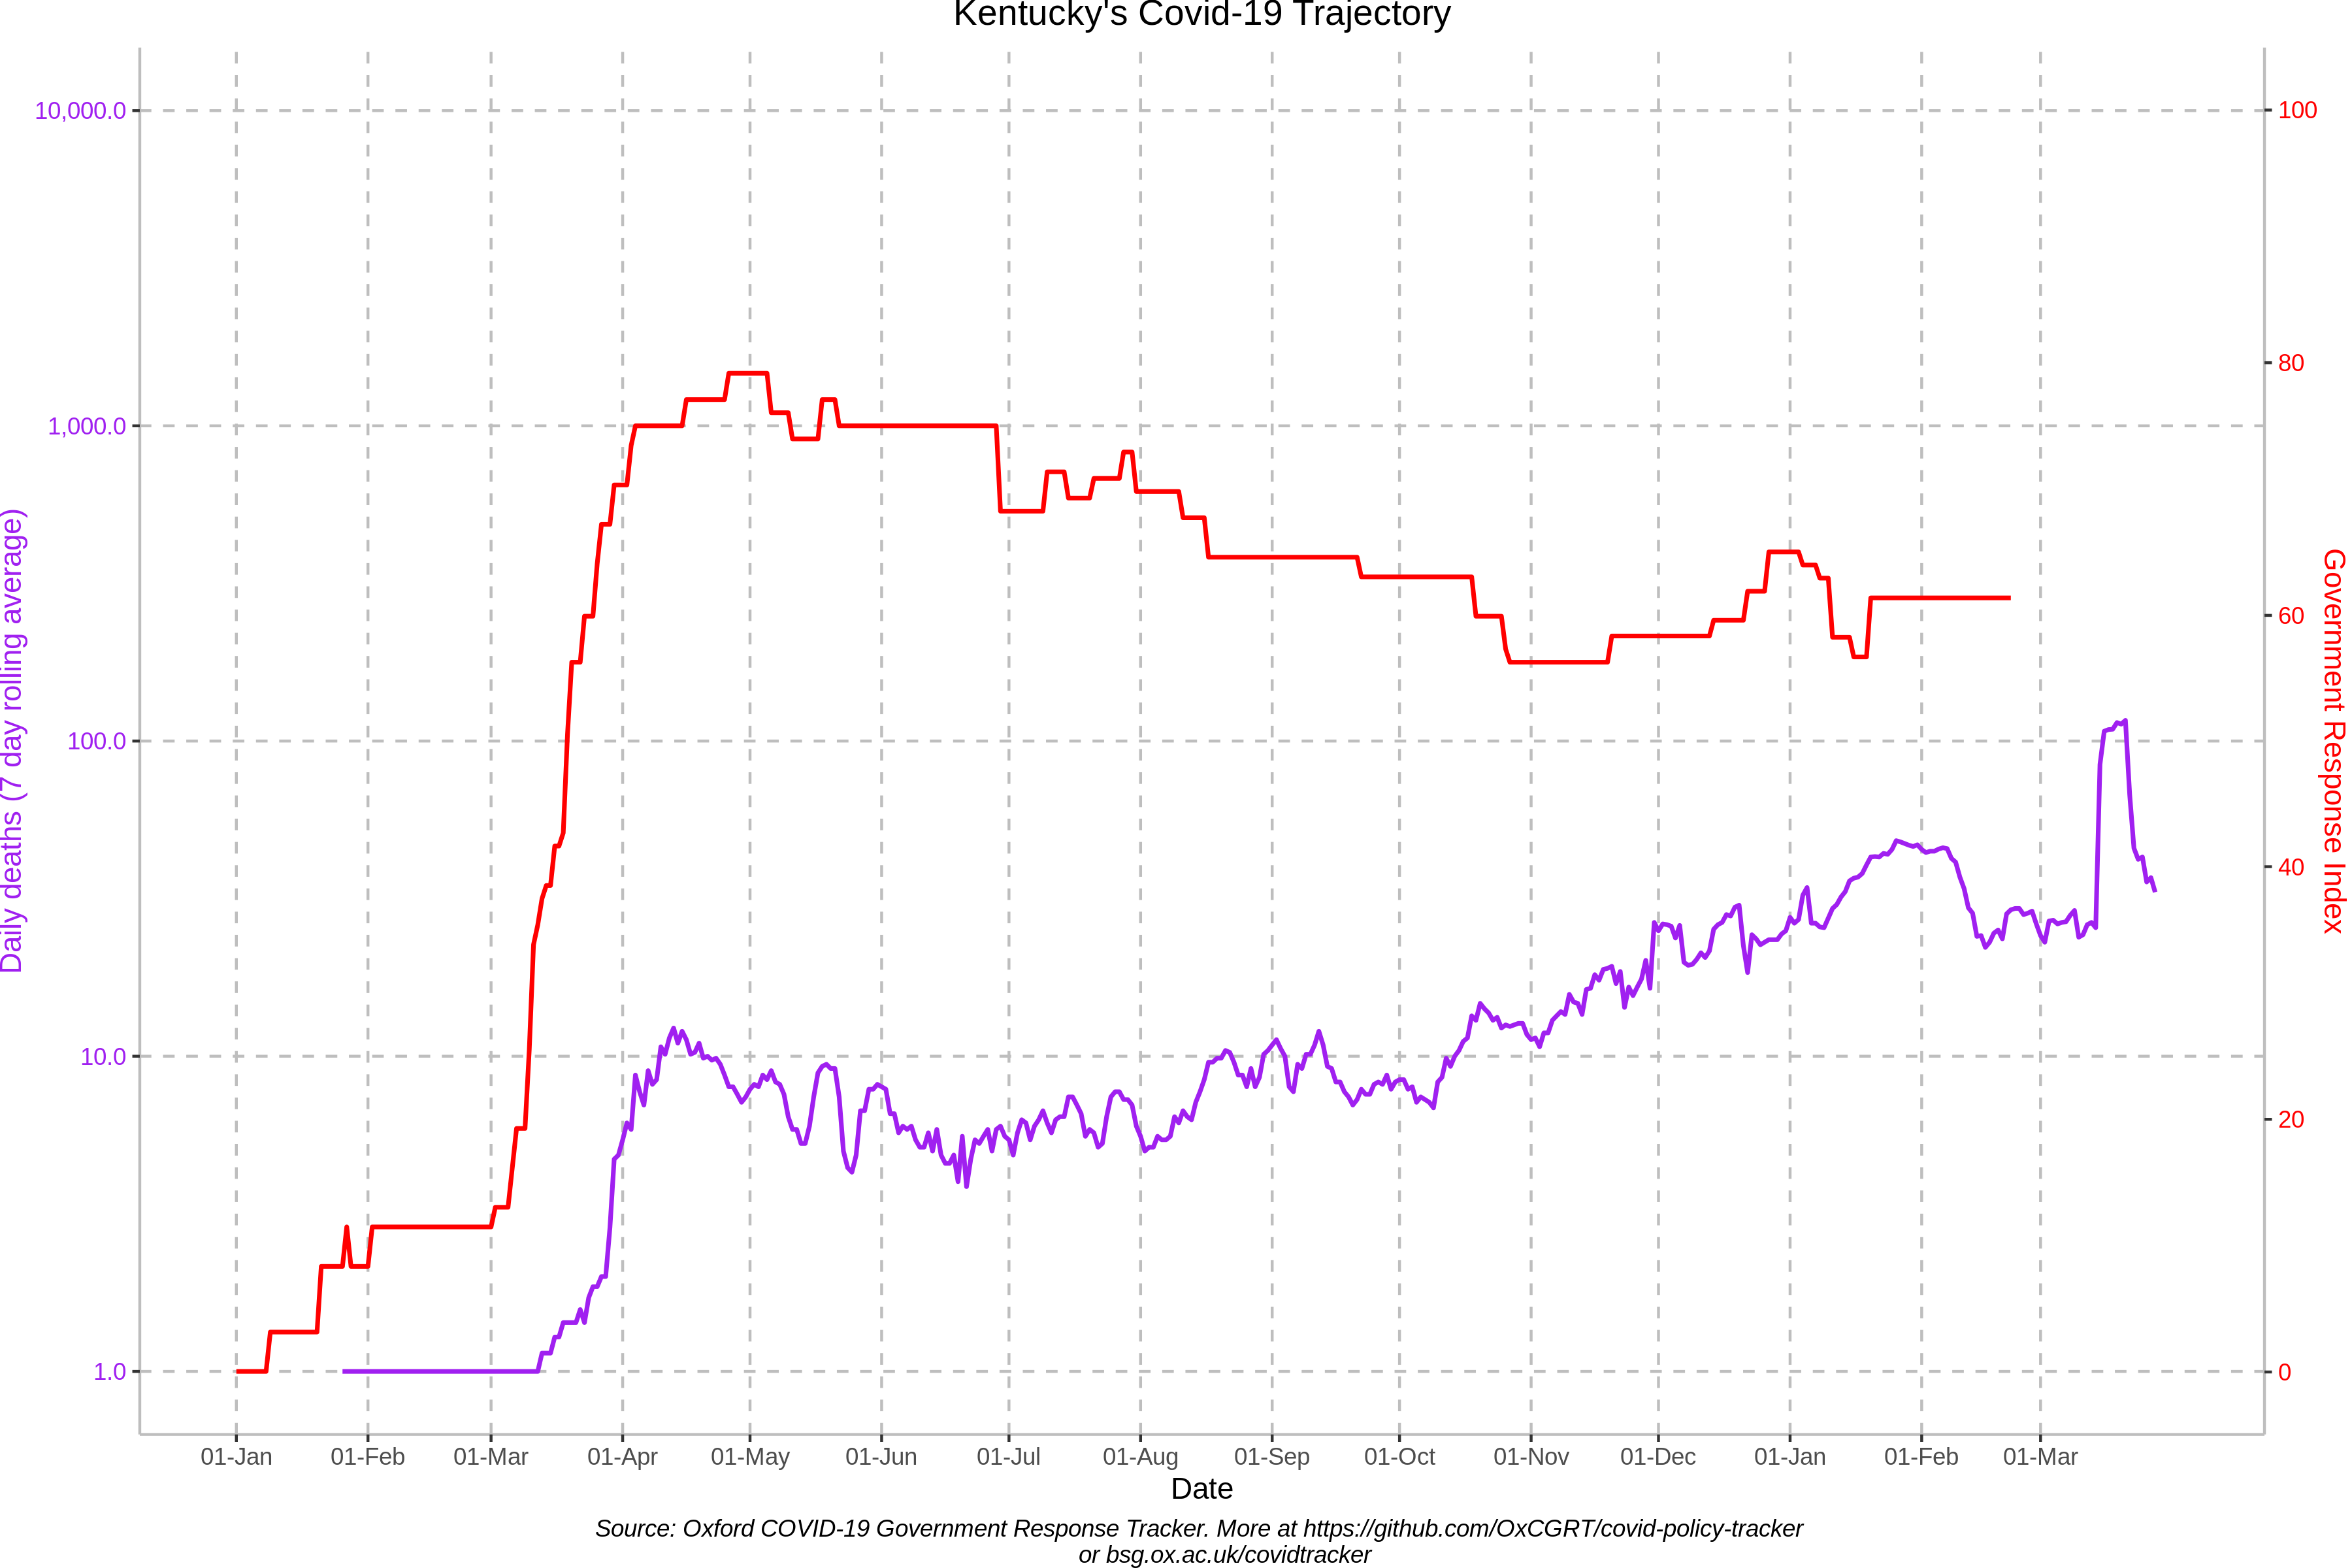 Kentucky's Covid-19 Trajectory
10,000.0
1,000.0
100.0
10.0
1.0
Daily deaths (7 day rolling average)
100
80
60
40
20
0
Government Response Index
01-Jan 01-Feb 01-Mar 01-Apr 01-May 01-Jun 01-Jul 01-Aug 01-Sep 01-Oct 01-Nov 01-Dec 01-Jan 01-Feb 01-Mar
Date
Source: Oxford COVID-19 Government Response Tracker. More at https://github.com/OxCGRT/covid-policy-tracker
or bsg.ox.ac.uk/covidtracker